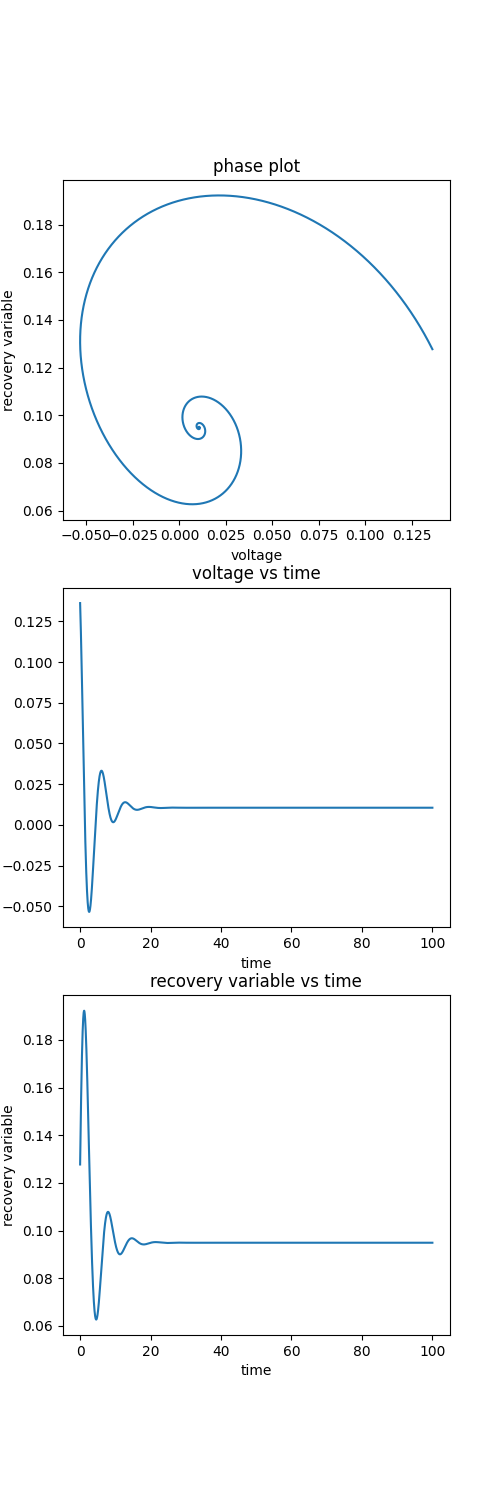 phase plot
recovery variable
0.18
0.16
0.14
0.12
0.10
0.08
0.06
−0.050 −0.025 0.000 0.025 0.050 0.075 0.100 0.125
voltage
voltage vs time
0.125
0.100
0.075
0.050
0.025
0.000
−0.025
−0.050
0 20 40 60 80 100
time
recovery variable vs time
recovery variable
0.18
0.16
0.14
0.12
0.10
0.08
0.06
0 20 40 60 80 100
time